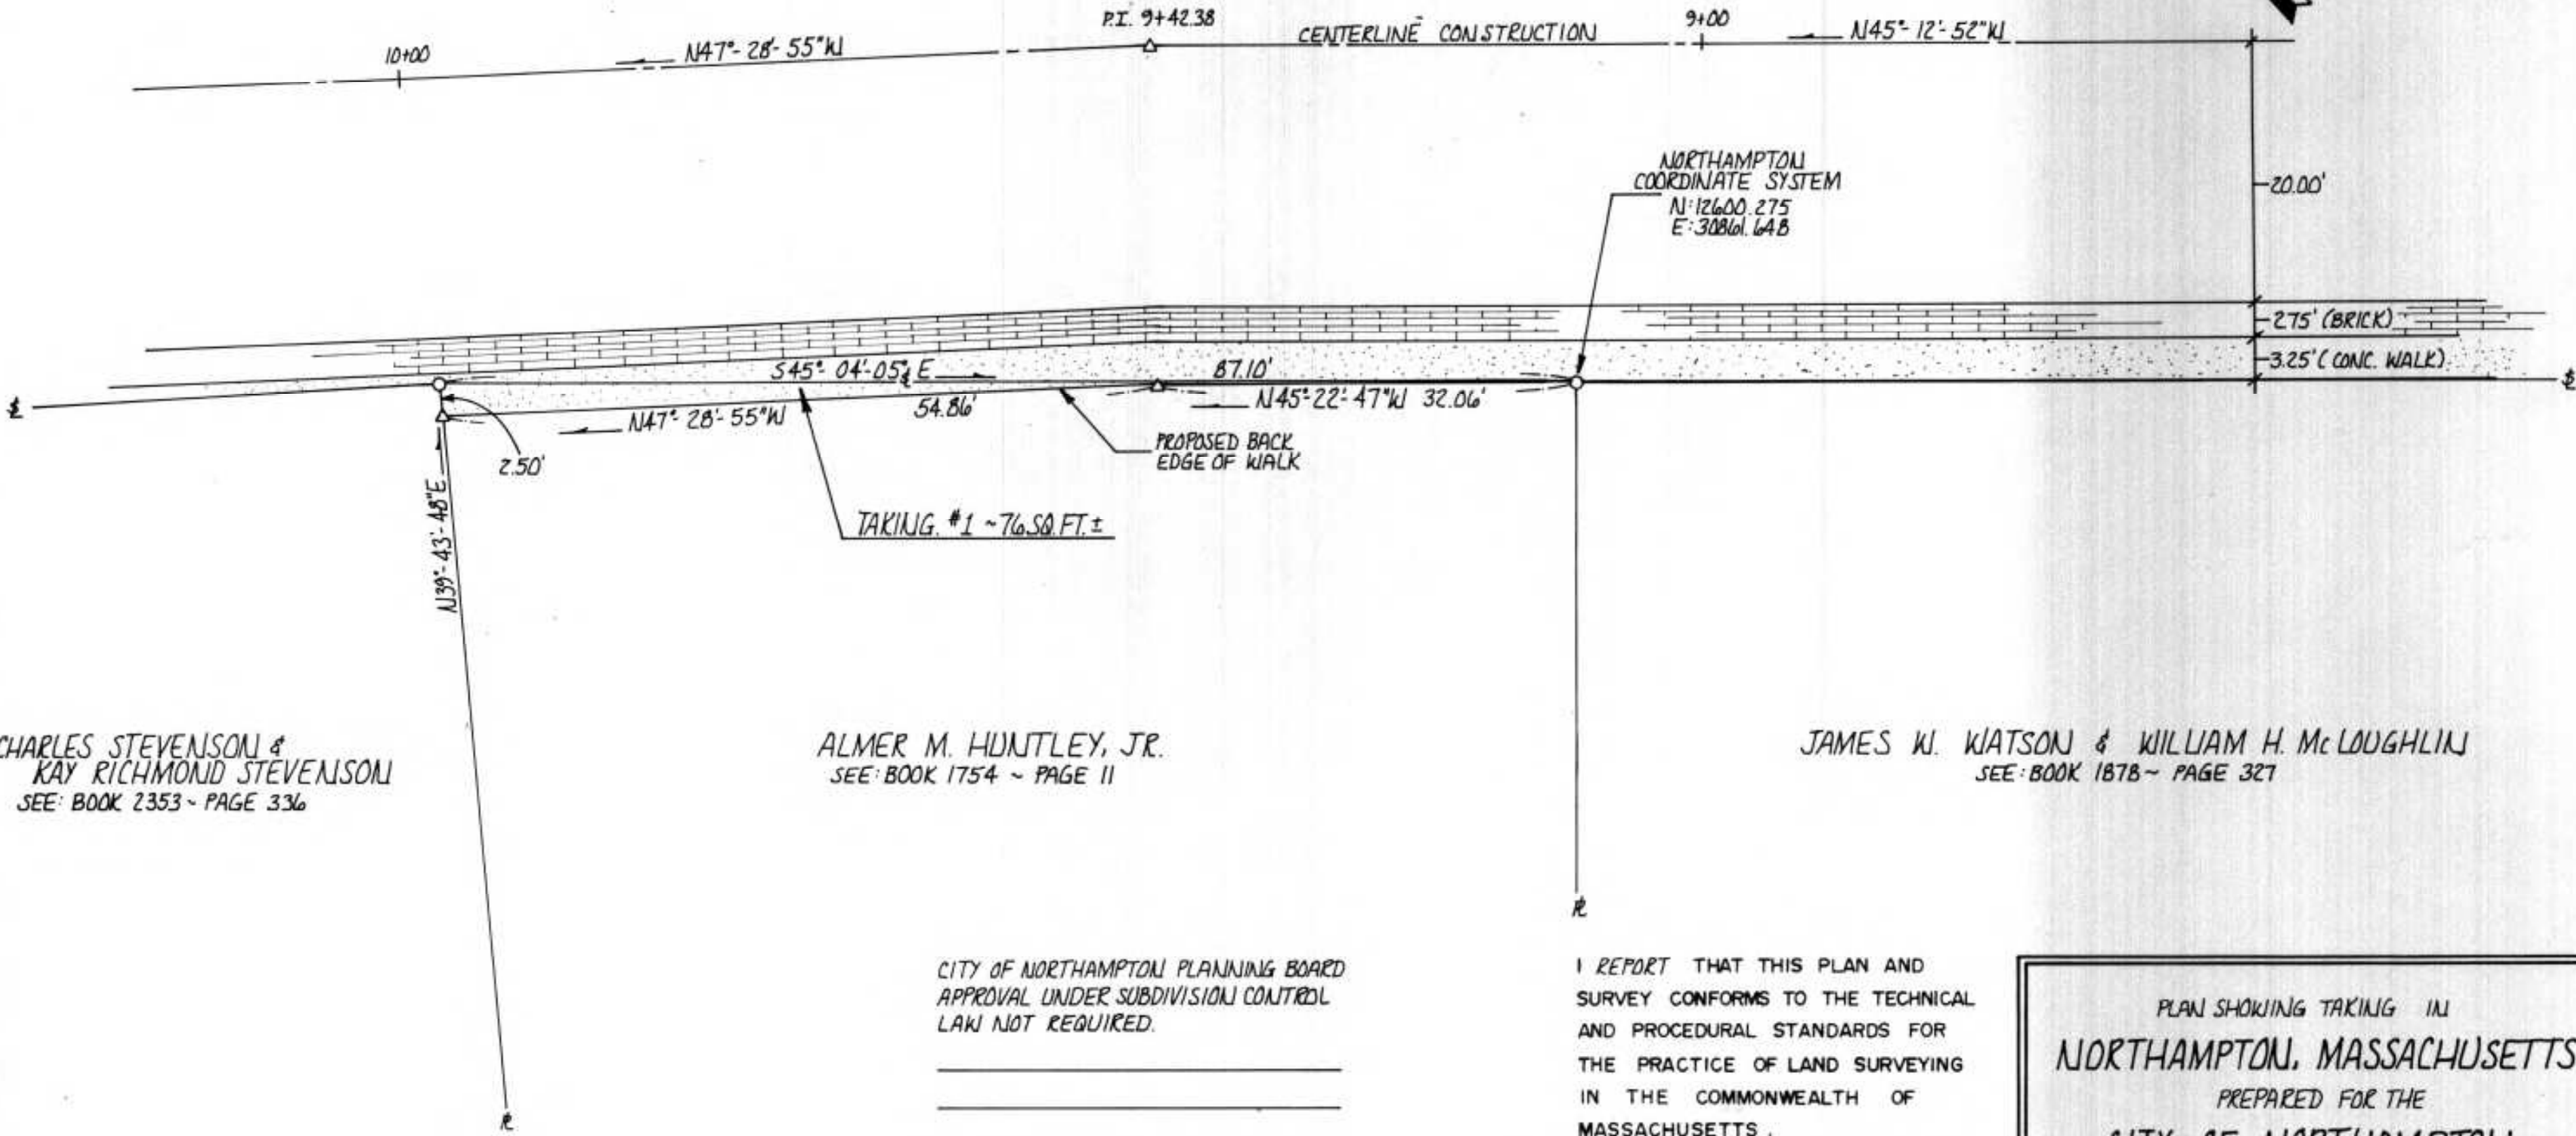 P.I. 9+42.38
10+00
N47°-28'-55"W
CENTERLINE CONSTRUCTION
9+00
N45°-12'-52"W
NORTHAMPTON
COORDINATE SYSTEM
N:12600.275
E:30861.648
20.00'
2.75' (BRICK)
3.25' (CONC. WALK)
S45°-04'-05" E
87.10'
N47°-28'-55"W
54.86'
N45°-22'-47"W 32.06'
2.50'
PROPOSED BACK
EDGE OF WALK
N39°-43'-48"E
TAKING #1 ~76 SQ.FT.±
CHARLES STEVENSON &
KAY RICHMOND STEVENSON
SEE: BOOK 2353 ~ PAGE 336
ALMER M. HUNTLEY, JR.
SEE: BOOK 1754 ~ PAGE 11
JAMES W. WATSON & WILLIAM H. McLOUGHLIN
SEE: BOOK 1878 ~ PAGE 327
CITY OF NORTHAMPTON PLANNING BOARD
APPROVAL UNDER SUBDIVISION CONTROL
LAW NOT REQUIRED.
I REPORT THAT THIS PLAN AND
SURVEY CONFORMS TO THE TECHNICAL
AND PROCEDURAL STANDARDS FOR
THE PRACTICE OF LAND SURVEYING
IN THE COMMONWEALTH OF
MASSACHUSETTS.
PLAN SHOWING TAKING IN
NORTHAMPTON, MASSACHUSETTS
PREPARED FOR THE
CITY OF NORTHAMPTON